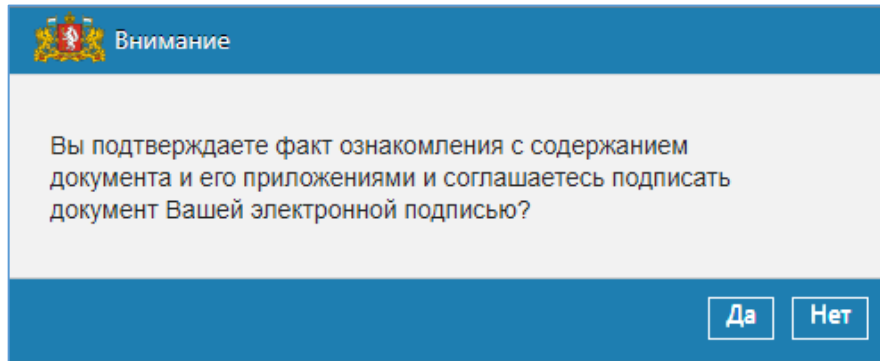 Внимание
Вы подтверждаете факт ознакомления с содержанием
документа и его приложениями и соглашаетесь подписать
документ Вашей электронной подписью?
Да Нет